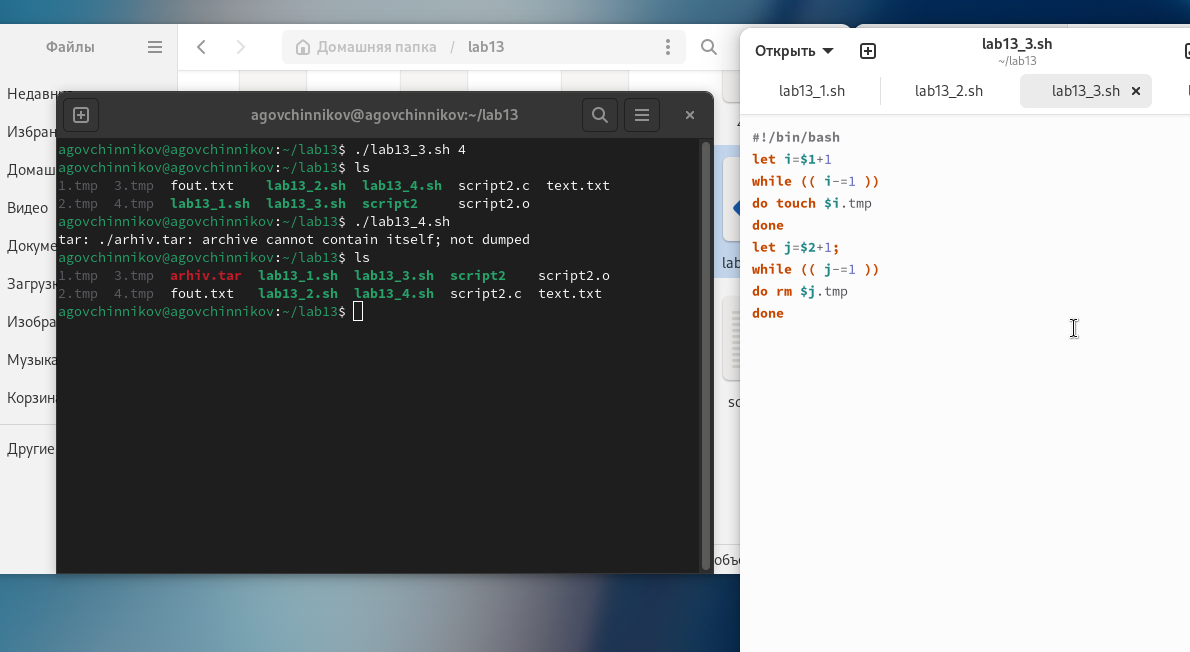 Файлы
Домашняя папка / lab13
Недавн
Избран
Домаш
Видео
Докуме
Загрузк
Изобра
Музыка
Корзин
Другие
agovchinnikov@agovchinnikov:~/lab13
agovchinnikov@agovchinnikov:~/lab13$ ./lab13_3.sh 4
agovchinnikov@agovchinnikov:~/lab13$ ls
1.tmp 3.tmp fout.txt lab13_2.sh lab13_4.sh script2.c text.txt
2.tmp 4.tmp lab13_1.sh lab13_3.sh script2 script2.o
agovchinnikov@agovchinnikov:~/lab13$ ./lab13_4.sh
tar: ./arhiv.tar: archive cannot contain itself; not dumped
agovchinnikov@agovchinnikov:~/lab13$ ls
1.tmp 3.tmp arhiv.tar lab13_1.sh lab13_3.sh script2 script2.o
2.tmp 4.tmp fout.txt lab13_2.sh lab13_4.sh script2.c text.txt
agovchinnikov@agovchinnikov:~/lab13$
lab
sc
объ
Открыть
lab13_3.sh
~/lab13
lab13_1.sh lab13_2.sh lab13_3.sh
#!/bin/bash
let i=$1+1
while (( i-=1 ))
do touch $i.tmp
done
let j=$2+1;
while (( j-=1 ))
do rm $j.tmp
done